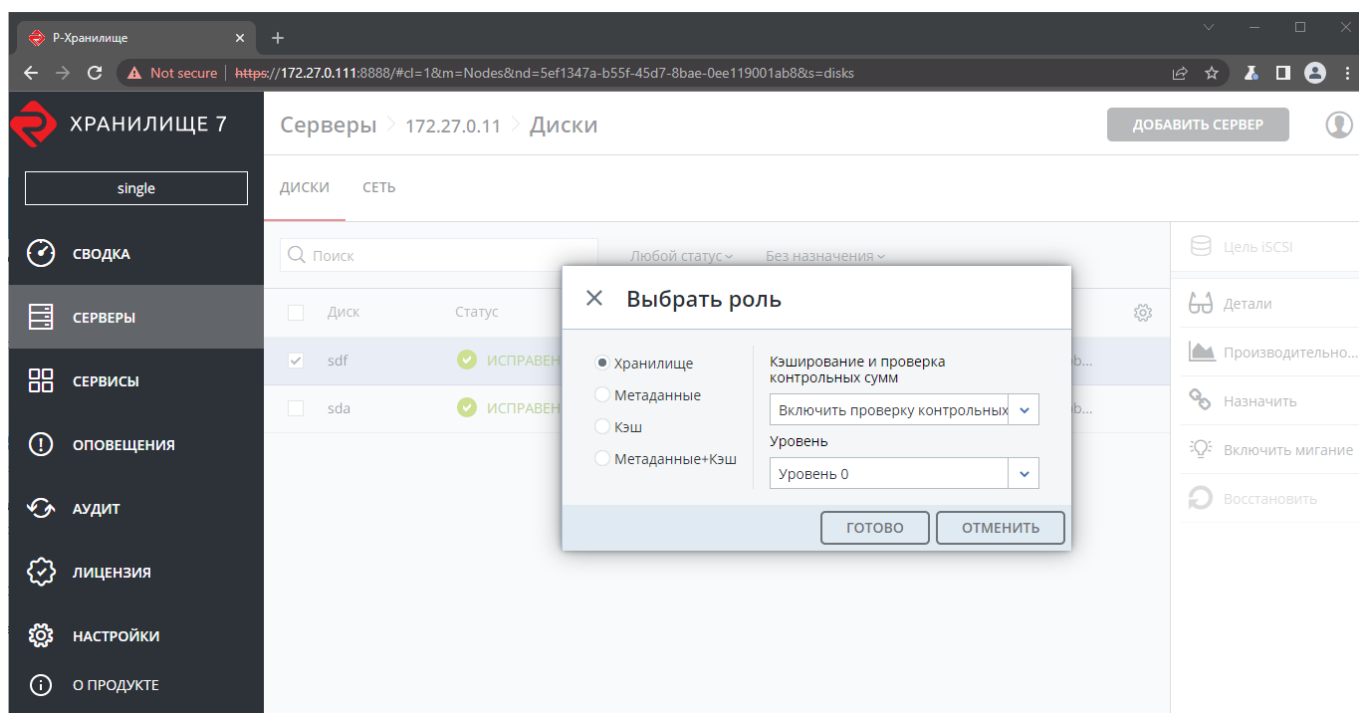 Р-Хранилище
Not secure | https://172.27.0.111:8888/#cl=1&m=Nodes&nd=5ef1347a-b55f-45d7-8bae-0ee119001ab8&s=disks
ХРАНИЛИЩЕ 7
Серверы > 172.27.0.11 > Диски
ДОБАВИТЬ СЕРВЕР
single
ДИСКИ СЕТЬ
СВОДКА
СЕРВЕРЫ
СЕРВИСЫ
ОПОВЕЩЕНИЯ
АУДИТ
ЛИЦЕНЗИЯ
НАСТРОЙКИ
О ПРОДУКТЕ
Поиск
Любой статус
Без назначения
Диск Статус
sdf ИСПРАВЕН
sda ИСПРАВЕН
Выбрать роль
Хранилище
Метаданные
Кэш
Метаданные+Кэш
Кэширование и проверка
контрольных сумм
Включить проверку контрольных
Уровень
Уровень 0
ГОТОВО ОТМЕНИТЬ
Цель iSCSI
Детали
Производительно...
Назначить
Включить мигание
Восстановить